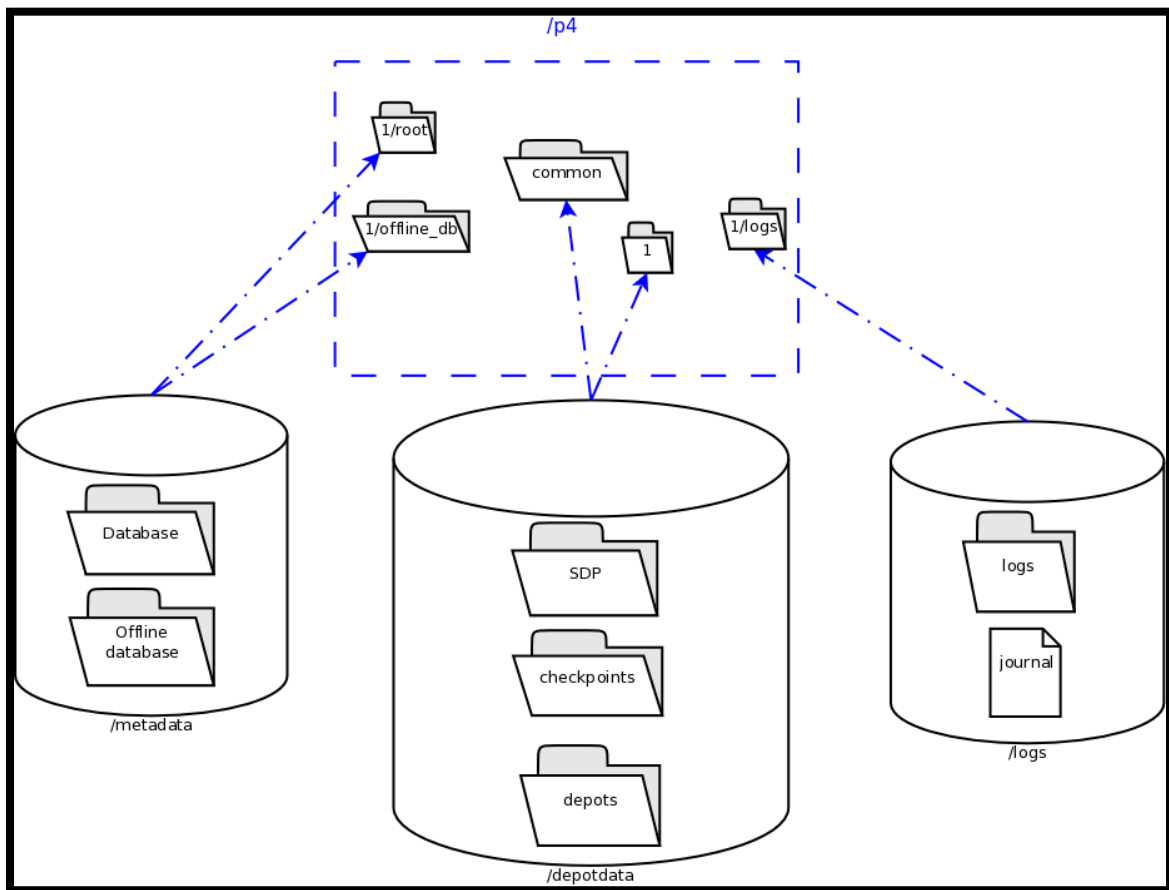 /p4
1/root
common
1/offline_db
1/logs
1
Database
Offline
database
/metadata
SDP
checkpoints
depots
/depotdata
logs
journal
/logs